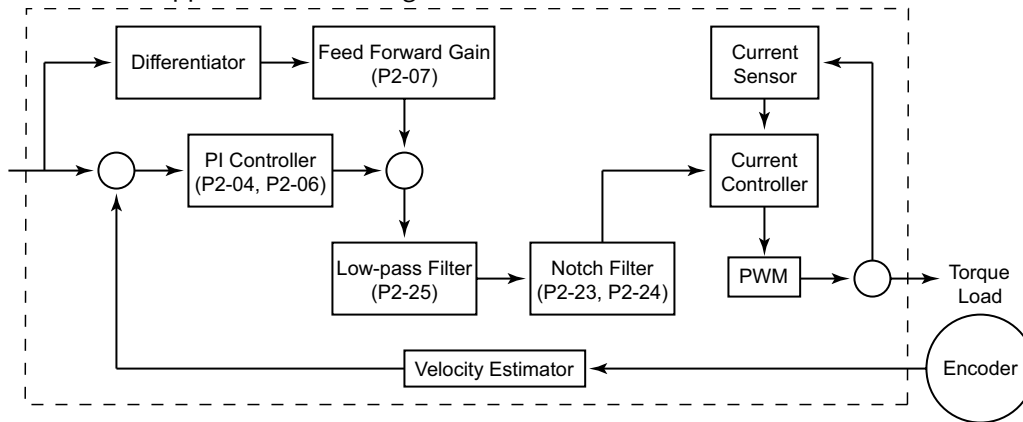 Differentiator
Feed Forward Gain
(P2-07)
Current
Sensor
PI Controller
(P2-04, P2-06)
Current
Controller
Low-pass Filter
(P2-25)
Notch Filter
(P2-23, P2-24)
PWM
Torque
Load
Velocity Estimator
Encoder